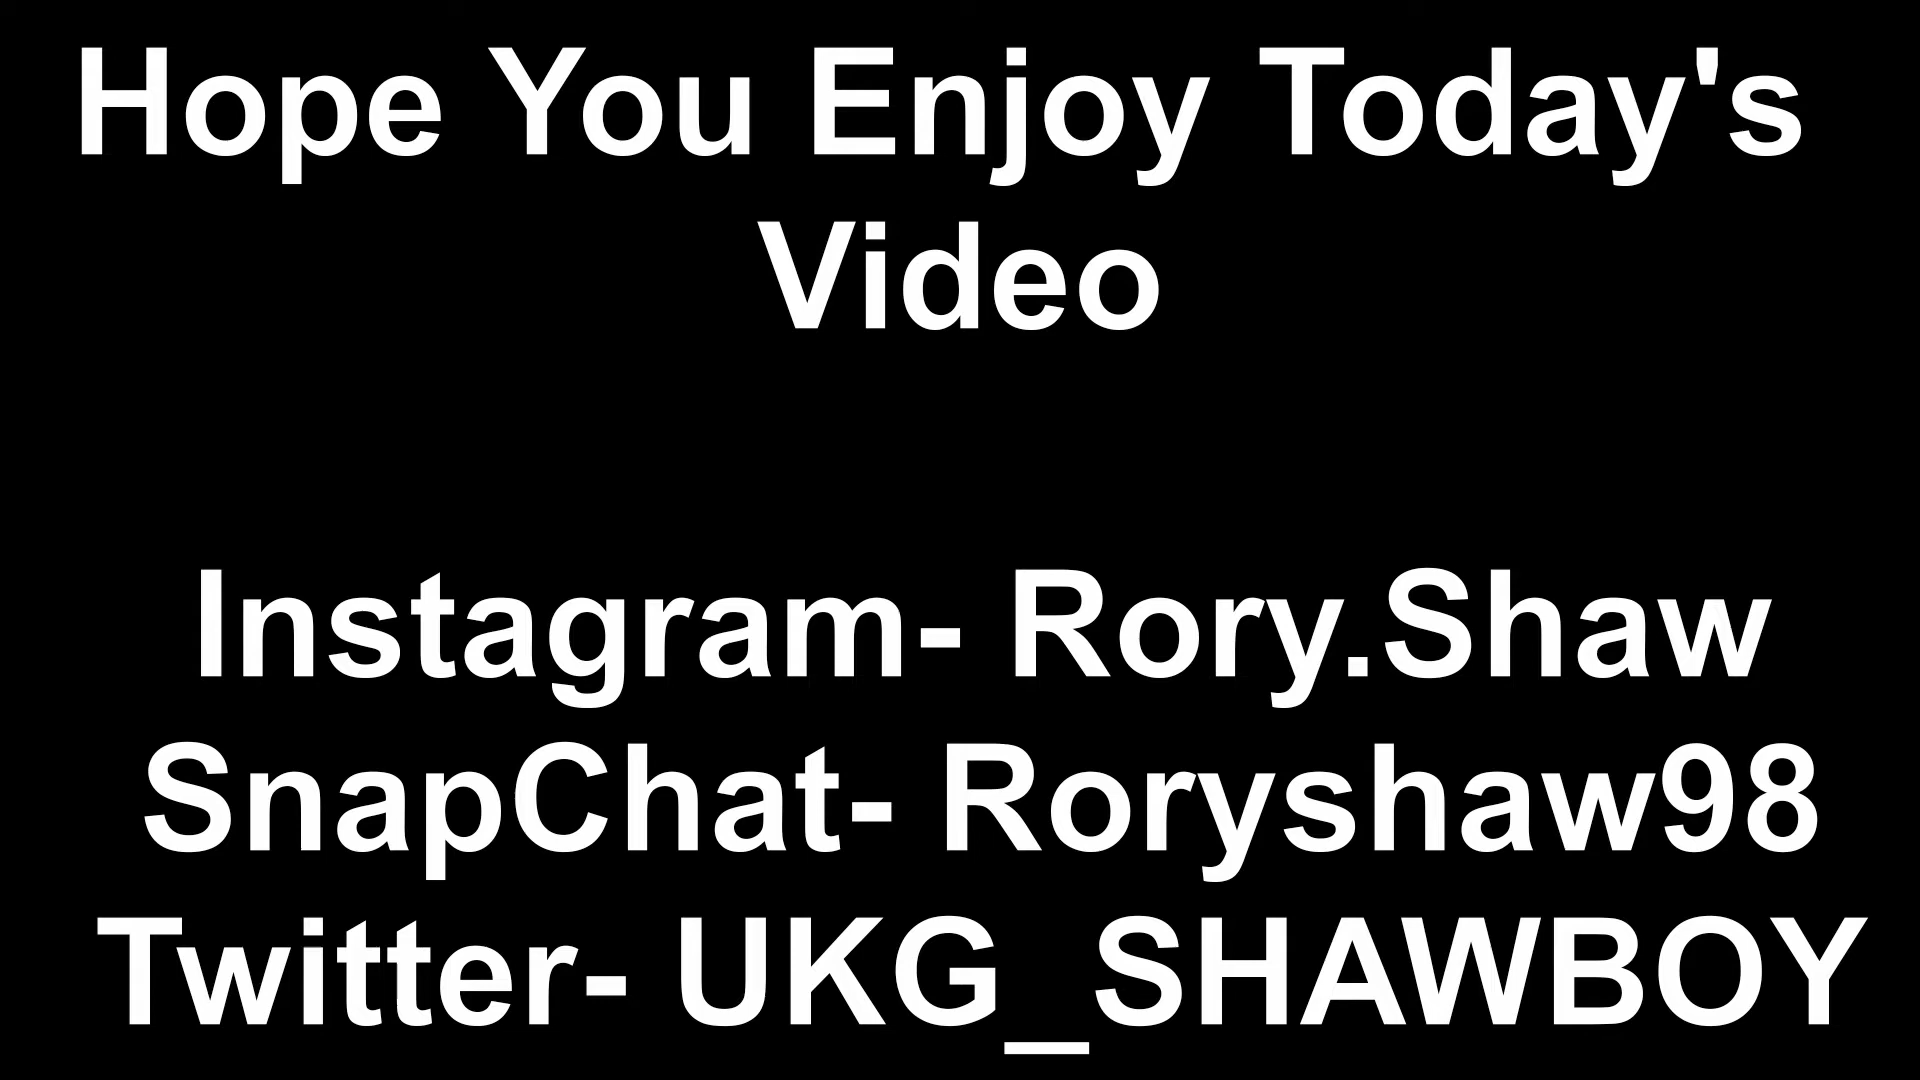 Hope You Enjoy Today's
Video
Instagram- Rory.Shaw
SnapChat- Roryshaw98
Twitter- UKG_SHAWBOY